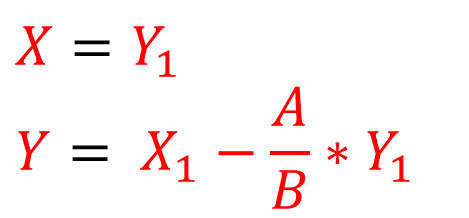 X = Y₁
Y = X₁ − A/B * Y₁